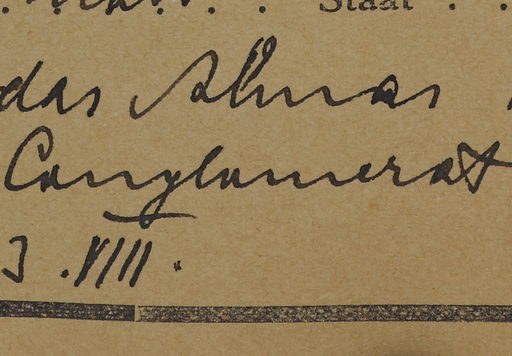 Staat . .
das Almas
Conglomerat
3 . VIII .